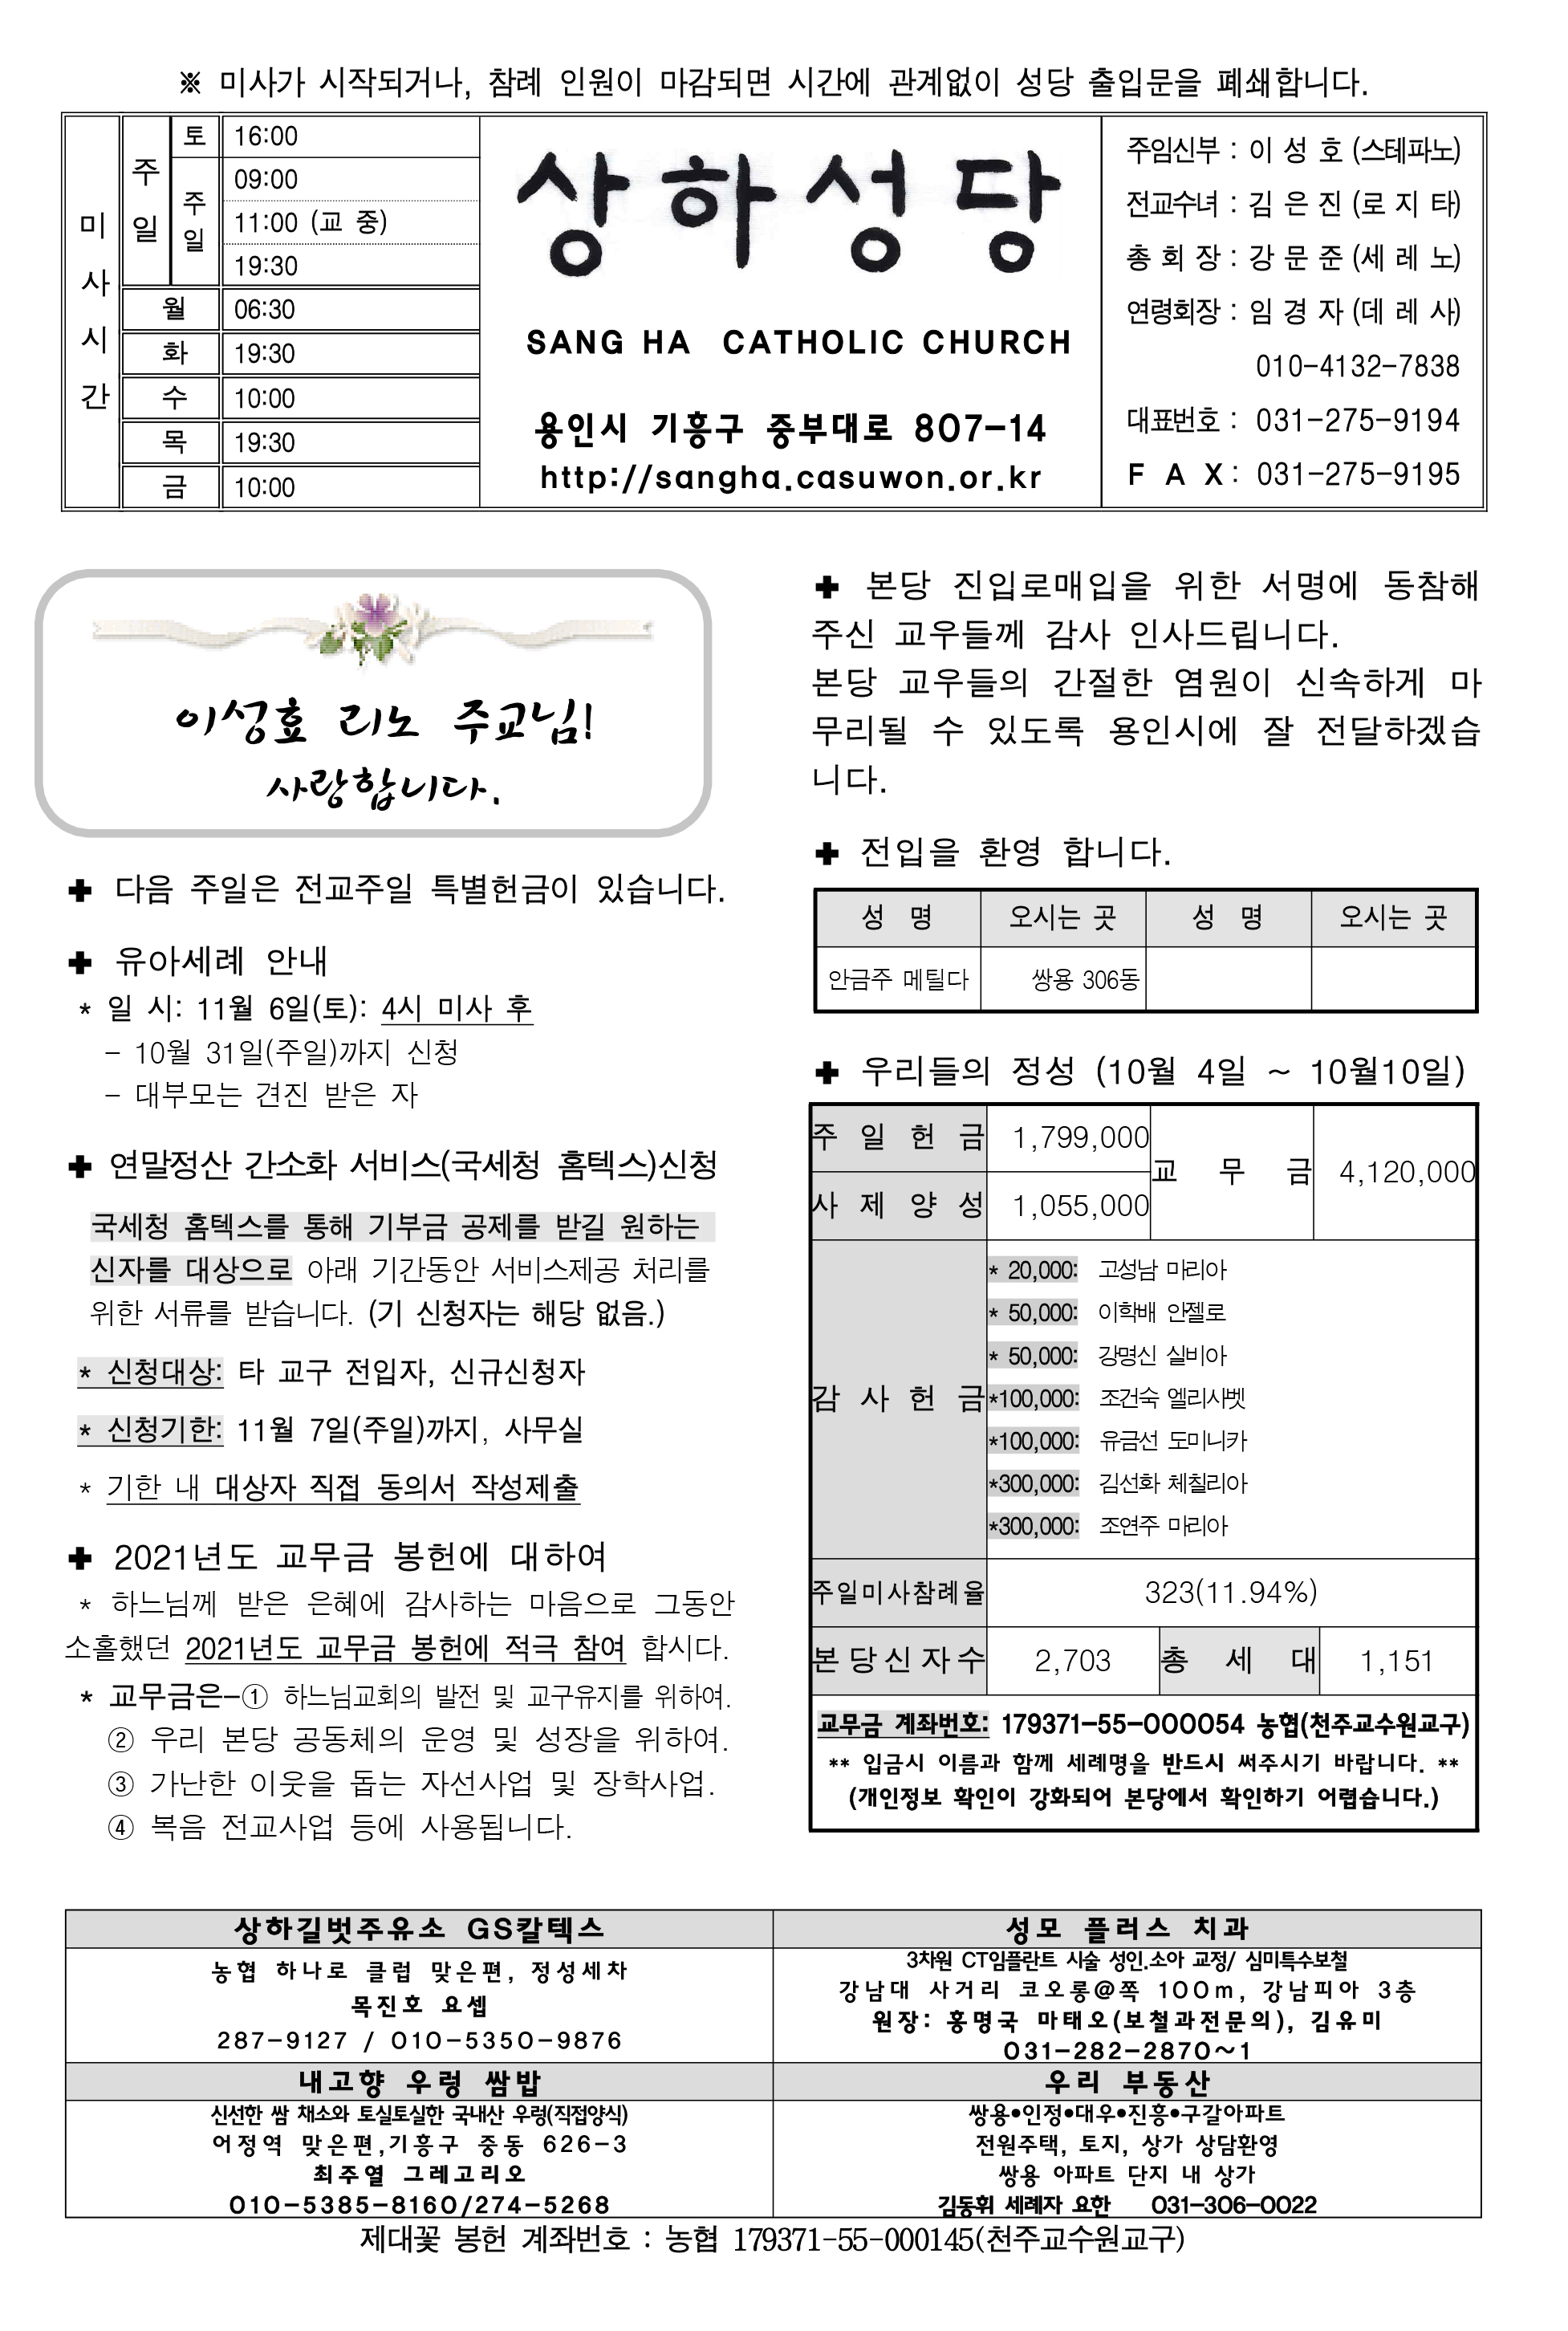 ※ 미사가 시작되거나, 참례 인원이 마감되면 시간에 관계없이 성당 출입문을 폐쇄합니다.
미사시간
주일
토 16:00
주일 09:00
11:00 (교 중)
19:30
월 06:30
화 19:30
수 10:00
목 19:30
금 10:00
상하성당
SANG HA CATHOLIC CHURCH
용인시 기흥구 중부대로 807-14
http://sangha.casuwon.or.kr
주임신부 : 이 성 호 (스테파노)
전교수녀 : 김 은 진 (로 지 타)
총 회 장 : 강 문 준 (세 레 노)
연령회장 : 임 경 자 (데 레 사)
010-4132-7838
대표번호 : 031-275-9194
F A X : 031-275-9195
이성효 리노 주교님!
사랑합니다.
✚ 다음 주일은 전교주일 특별헌금이 있습니다.
✚ 유아세례 안내
* 일 시: 11월 6일(토): 4시 미사 후
- 10월 31일(주일)까지 신청
- 대부모는 견진 받은 자
✚ 연말정산 간소화 서비스(국세청 홈텍스)신청
국세청 홈텍스를 통해 기부금 공제를 받길 원하는
신자를 대상으로 아래 기간동안 서비스제공 처리를
위한 서류를 받습니다. (기 신청자는 해당 없음.)
* 신청대상: 타 교구 전입자, 신규신청자
* 신청기한: 11월 7일(주일)까지, 사무실
* 기한 내 대상자 직접 동의서 작성제출
✚ 2021년도 교무금 봉헌에 대하여
* 하느님께 받은 은혜에 감사하는 마음으로 그동안
소홀했던 2021년도 교무금 봉헌에 적극 참여 합시다.
* 교무금은-① 하느님교회의 발전 및 교구유지를 위하여.
② 우리 본당 공동체의 운영 및 성장을 위하여.
③ 가난한 이웃을 돕는 자선사업 및 장학사업.
④ 복음 전교사업 등에 사용됩니다.
✚ 본당 진입로매입을 위한 서명에 동참해
주신 교우들께 감사 인사드립니다.
본당 교우들의 간절한 염원이 신속하게 마
무리될 수 있도록 용인시에 잘 전달하겠습
니다.
✚ 전입을 환영 합니다.
성 명 오시는 곳 성 명 오시는 곳
안금주 메틸다 쌍용 306동
✚ 우리들의 정성 (10월 4일 ~ 10월10일)
주 일 헌 금 1,799,000 교 무 금 4,120,000
사 제 양 성 1,055,000
감 사 헌 금
* 20,000: 고성남 마리아
* 50,000: 이학배 안젤로
* 50,000: 강명신 실비아
*100,000: 조건숙 엘리사벳
*100,000: 유금선 도미니카
*300,000: 김선화 체칠리아
*300,000: 조연주 마리아
주일미사참례율 323(11.94%)
본당신자수 2,703 총 세 대 1,151
교무금 계좌번호: 179371-55-000054 농협(천주교수원교구)
** 입금시 이름과 함께 세례명을 반드시 써주시기 바랍니다. **
(개인정보 확인이 강화되어 본당에서 확인하기 어렵습니다.)
상하길벗주유소 GS칼텍스
농협 하나로 클럽 맞은편, 정성세차
목진호 요셉
287-9127 / 010-5350-9876
성모 플러스 치과
3차원 CT임플란트 시술 성인.소아 교정/ 심미특수보철
강남대 사거리 코오롱@쪽 100m, 강남피아 3층
원장: 홍명국 마태오(보철과전문의), 김유미
031-282-2870~1
내고향 우렁 쌈밥
신선한 쌈 채소와 토실토실한 국내산 우렁(직접양식)
어정역 맞은편,기흥구 중동 626-3
최주열 그레고리오
010-5385-8160/274-5268
우리 부동산
쌍용•인정•대우•진흥•구갈아파트
전원주택, 토지, 상가 상담환영
쌍용 아파트 단지 내 상가
김동휘 세례자 요한 031-306-0022
제대꽃 봉헌 계좌번호 : 농협 179371-55-000145(천주교수원교구)